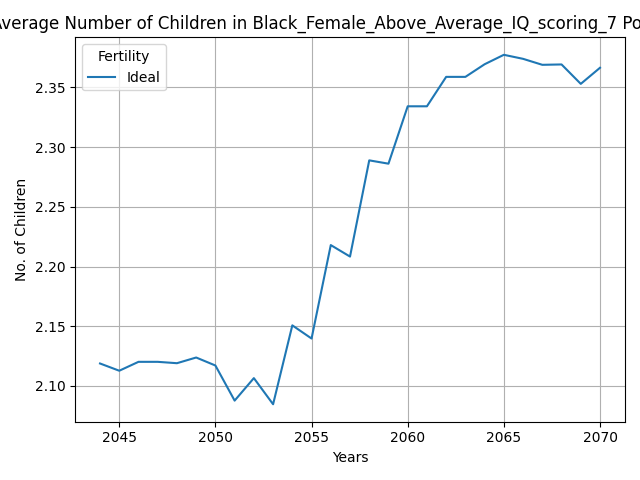 verage Number of Children in Black_Female_Above_Average_IQ_scoring_7 Po
Fertility
Ideal
2.35
2.30
2.25
2.20
2.15
2.10
No. of Children
2045 2050 2055 2060 2065 2070
Years